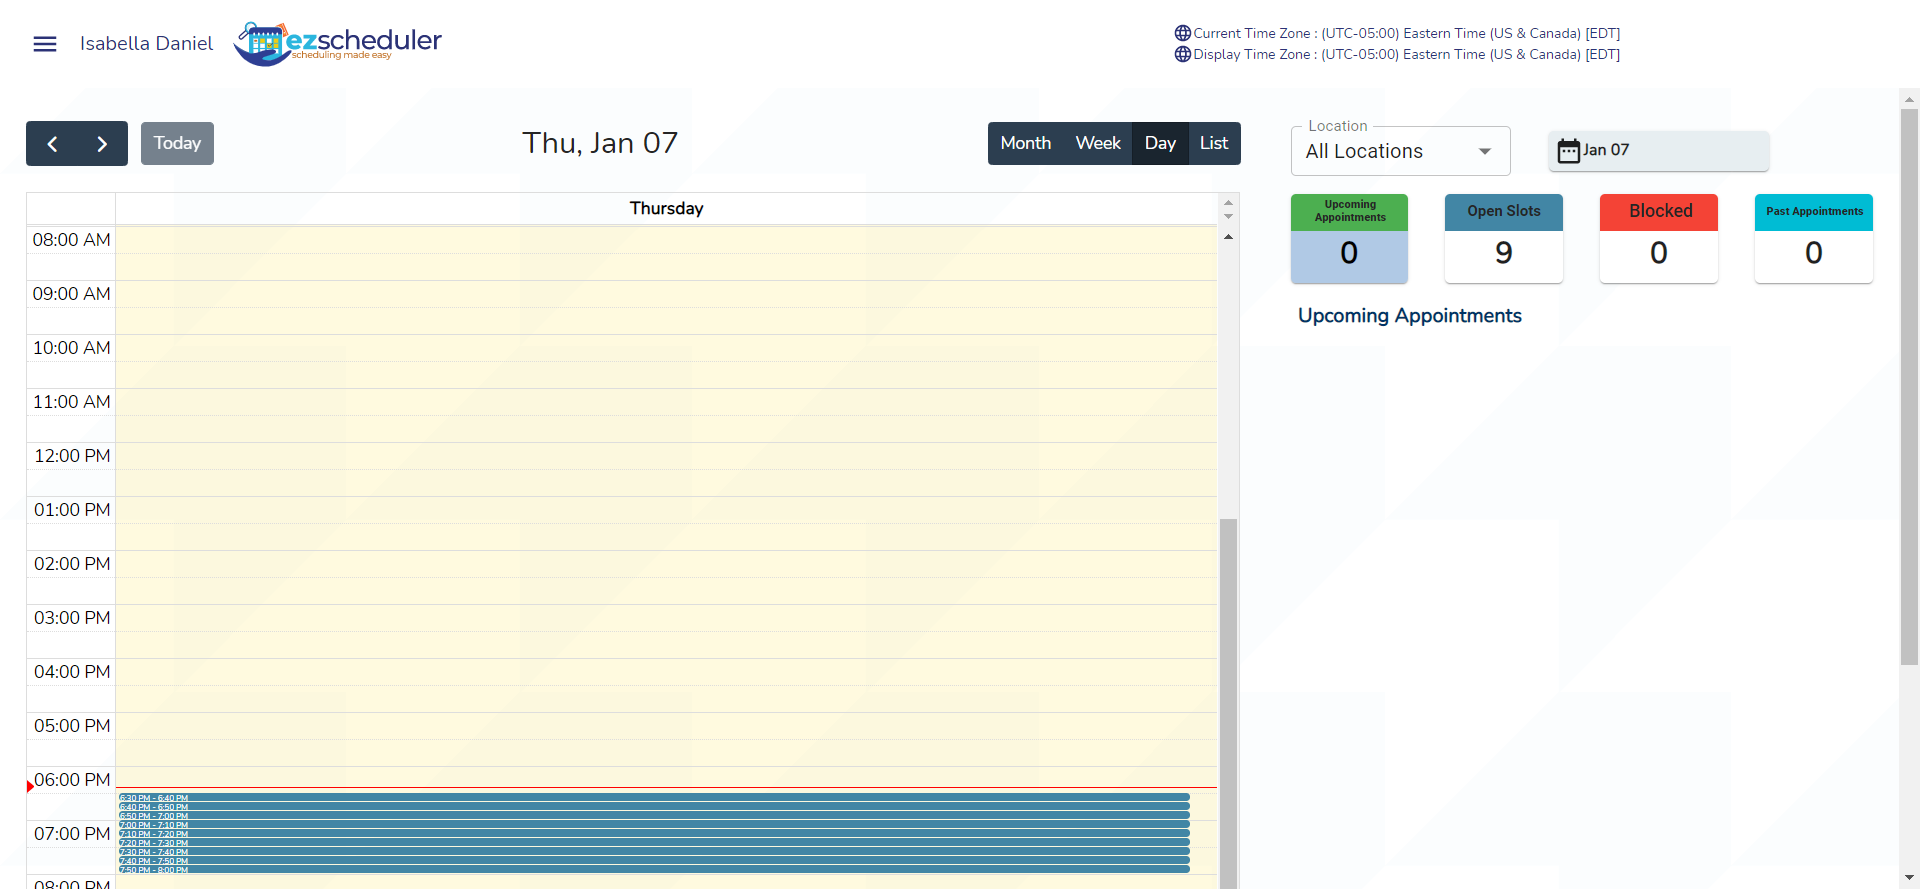 Isabella Daniel
ezscheduler
scheduling made easy
Current Time Zone : (UTC-05:00) Eastern Time (US & Canada) [EDT]
Display Time Zone : (UTC-05:00) Eastern Time (US & Canada) [EDT]
Today
Thu, Jan 07
Month Week Day List
Location
All Locations
Jan 07
Thursday
Upcoming Appointments
0
Open Slots
9
Blocked
0
Past Appointments
0
Upcoming Appointments
08:00 AM
09:00 AM
10:00 AM
11:00 AM
12:00 PM
01:00 PM
02:00 PM
03:00 PM
04:00 PM
05:00 PM
06:00 PM
6:30 PM - 6:40 PM
6:40 PM - 6:50 PM
6:50 PM - 7:00 PM
7:00 PM - 7:10 PM
07:00 PM
7:10 PM - 7:20 PM
7:20 PM - 7:30 PM
7:30 PM - 7:40 PM
7:40 PM - 7:50 PM
7:50 PM - 8:00 PM
08:00 PM